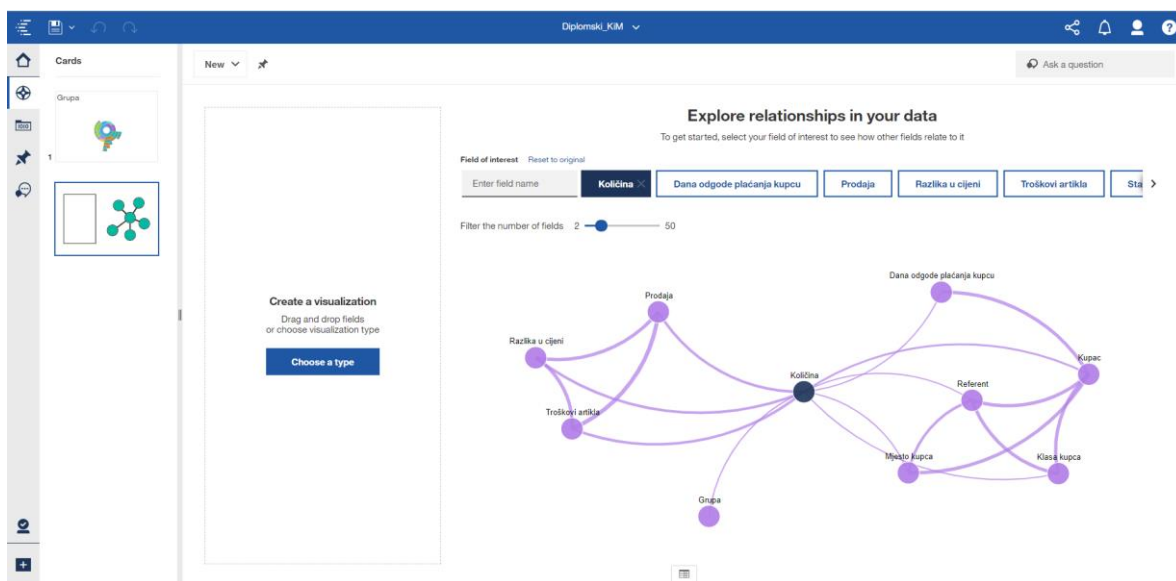 Diplomski_KiM
Cards
Grupa
1
New
Ask a question
Explore relationships in your data
To get started, select your field of interest to see how other fields relate to it
Field of interest Reset to original
Enter field name Količina Dana odgode plaćanja kupcu Prodaja Razlika u cijeni Troškovi artikla Sta
Filter the number of fields 2 50
Create a visualization
Drag and drop fields
or choose visualization type
Choose a type
Dana odgode plaćanja kupcu
Prodaja
Razlika u cijeni
Kupac
Količina
Referent
Troškovi artikla
Mjesto kupca
Klasa kupca
Grupa